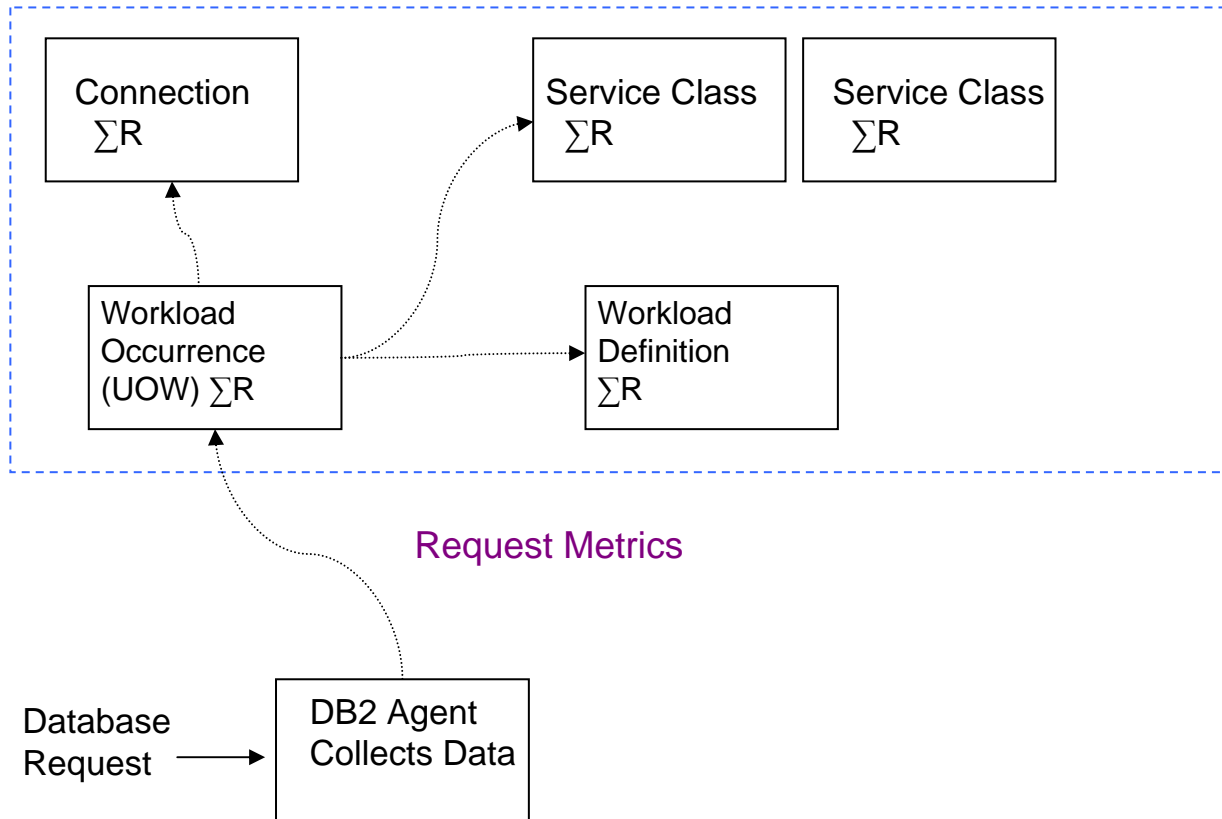 Connection
∑R
Service Class
∑R
Service Class
∑R
Workload
Occurrence
(UOW) ∑R
Workload
Definition
∑R
Request Metrics
Database
Request
DB2 Agent
Collects Data